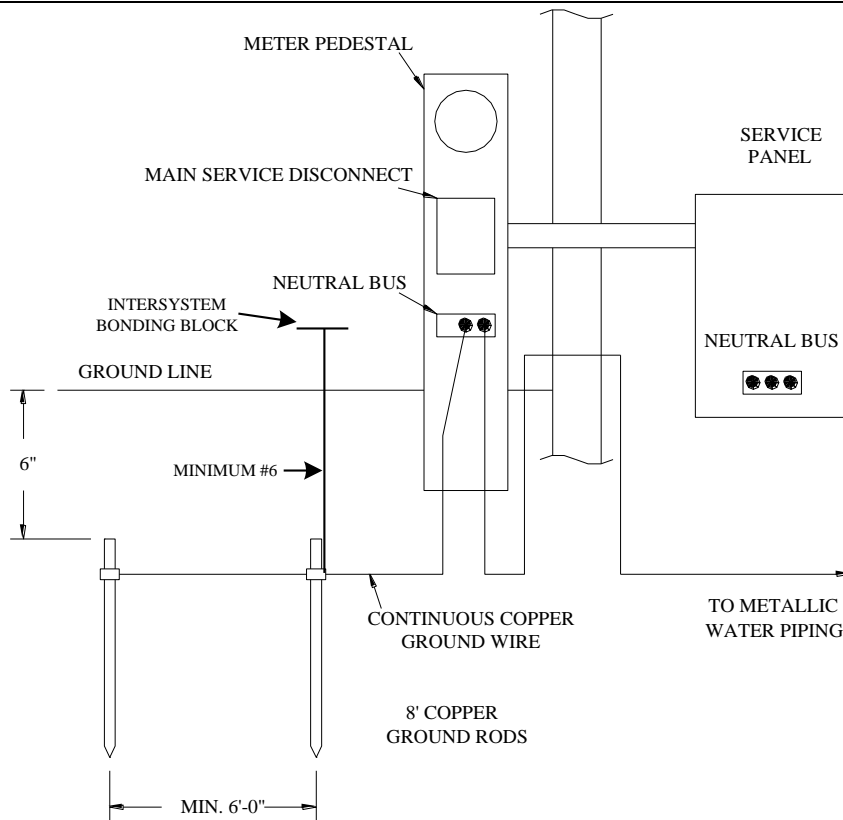 METER PEDESTAL
SERVICE
PANEL
MAIN SERVICE DISCONNECT
NEUTRAL BUS
INTERSYSTEM
BONDING BLOCK
NEUTRAL BUS
GROUND LINE
6"
MINIMUM #6
CONTINUOUS COPPER
GROUND WIRE
TO METALLIC
WATER PIPING
8' COPPER
GROUND RODS
MIN. 6'-0"